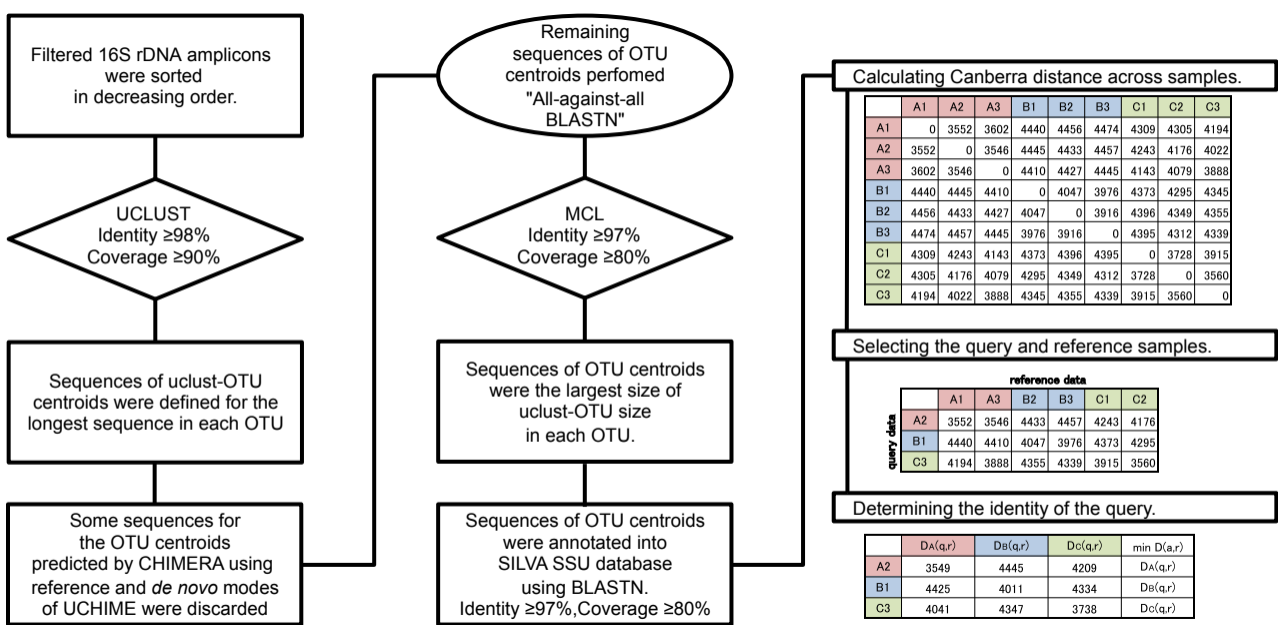 Filtered 16S rDNA amplicons
were sorted
in decreasing order.
UCLUST
Identity ≥98%
Coverage ≥90%
Sequences of uclust-OTU
centroids were defined for the
longest sequence in each OTU
Some sequences for
the OTU centroids
predicted by CHIMERA using
reference and de novo modes
of UCHIME were discarded
Remaining
sequences of OTU
centroids perfomed
"All-against-all
BLASTN"
MCL
Identity ≥97%
Coverage ≥80%
Sequences of OTU centroids
were the largest size of
uclust-OTU size
in each OTU.
Sequences of OTU centroids
were annotated into
SILVA SSU database
using BLASTN.
Identity ≥97%,Coverage ≥80%
Calculating Canberra distance across samples.
A1 A2 A3 B1 B2 B3 C1 C2 C3
A1 0 3552 3602 4440 4456 4474 4309 4305 4194
A2 3552 0 3546 4445 4433 4457 4243 4176 4022
A3 3602 3546 0 4410 4427 4445 4143 4079 3888
B1 4440 4445 4410 0 4047 3976 4373 4295 4345
B2 4456 4433 4427 4047 0 3916 4396 4349 4355
B3 4474 4457 4445 3976 3916 0 4395 4312 4339
C1 4309 4243 4143 4373 4396 4395 0 3728 3915
C2 4305 4176 4079 4295 4349 4312 3728 0 3560
C3 4194 4022 3888 4345 4355 4339 3915 3560 0
Selecting the query and reference samples.
reference data
query data
A1 A3 B2 B3 C1 C2
A2 3552 3546 4433 4457 4243 4176
B1 4440 4410 4047 3976 4373 4295
C3 4194 3888 4355 4339 3915 3560
Determining the identity of the query.
DA(q,r) DB(q,r) DC(q,r) min D(a,r)
A2 3549 4445 4209 DA(q,r)
B1 4425 4011 4334 DB(q,r)
C3 4041 4347 3738 DC(q,r)